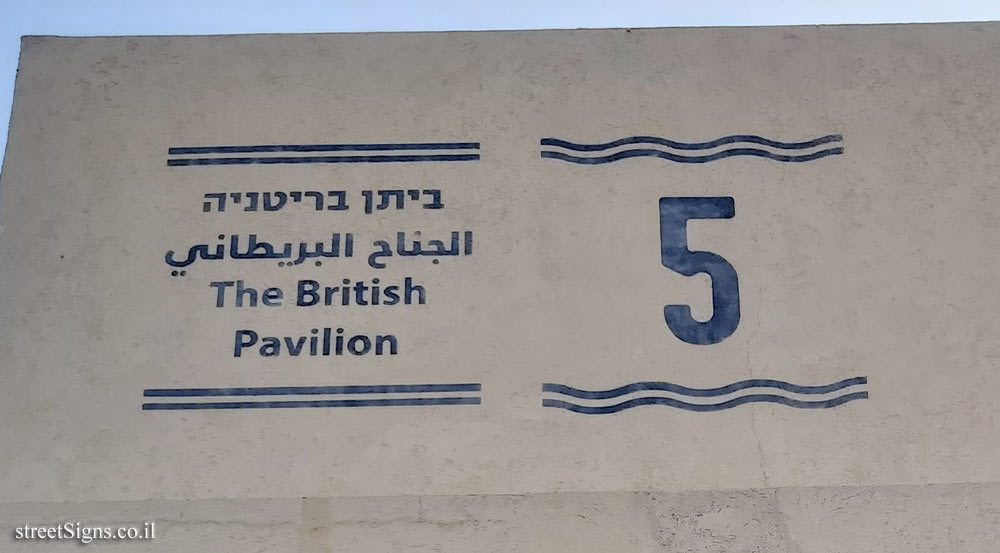 ביתן בריטניה
الجناح البريطاني
The British
Pavilion
5
streetSigns.co.il